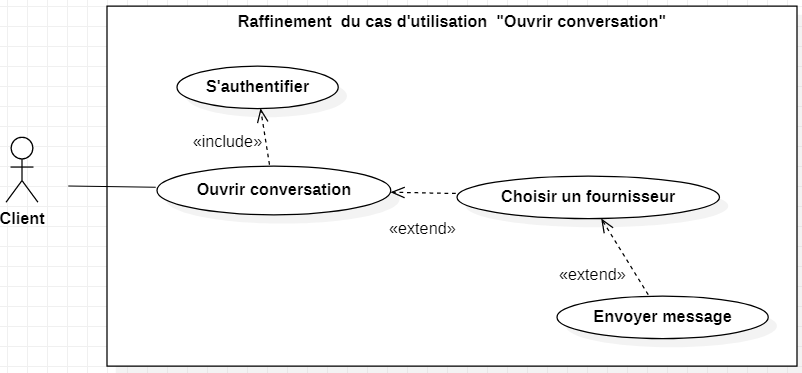 Raffinement du cas d'utilisation "Ouvrir conversation"
S'authentifier
«include»
Ouvrir conversation
Choisir un fournisseur
Client
«extend»
«extend»
Envoyer message